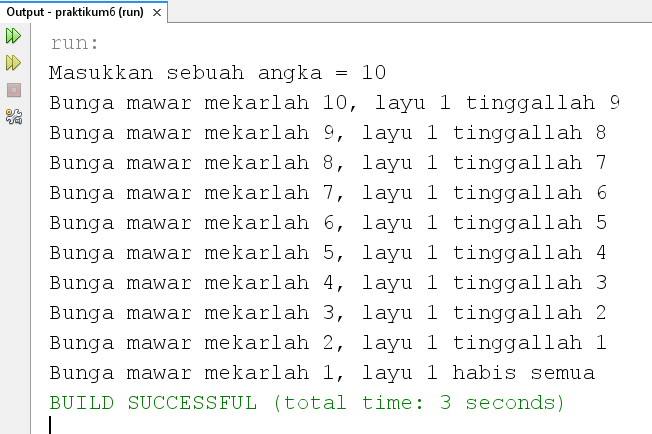 Output - praktikum6 (run)
run:
Masukkan sebuah angka = 10
Bunga mawar mekarlah 10, layu 1 tinggallah 9
Bunga mawar mekarlah 9, layu 1 tinggallah 8
Bunga mawar mekarlah 8, layu 1 tinggallah 7
Bunga mawar mekarlah 7, layu 1 tinggallah 6
Bunga mawar mekarlah 6, layu 1 tinggallah 5
Bunga mawar mekarlah 5, layu 1 tinggallah 4
Bunga mawar mekarlah 4, layu 1 tinggallah 3
Bunga mawar mekarlah 3, layu 1 tinggallah 2
Bunga mawar mekarlah 2, layu 1 tinggallah 1
Bunga mawar mekarlah 1, layu 1 habis semua
BUILD SUCCESSFUL (total time: 3 seconds)